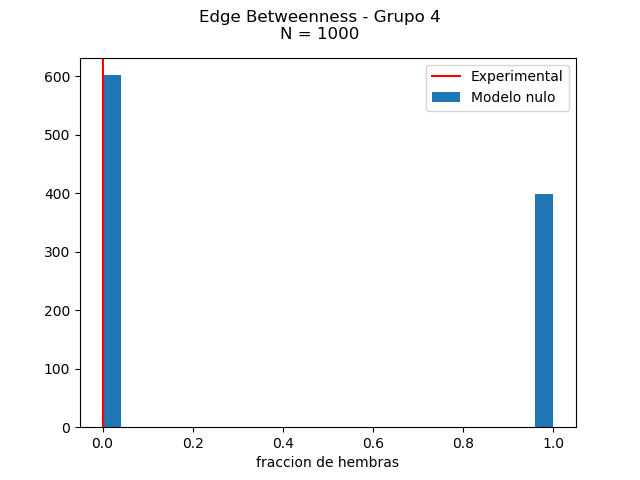 Edge Betweenness - Grupo 4
N = 1000
Experimental
Modelo nulo
600
500
400
300
200
100
0
0.0 0.2 0.4 0.6 0.8 1.0
fraccion de hembras